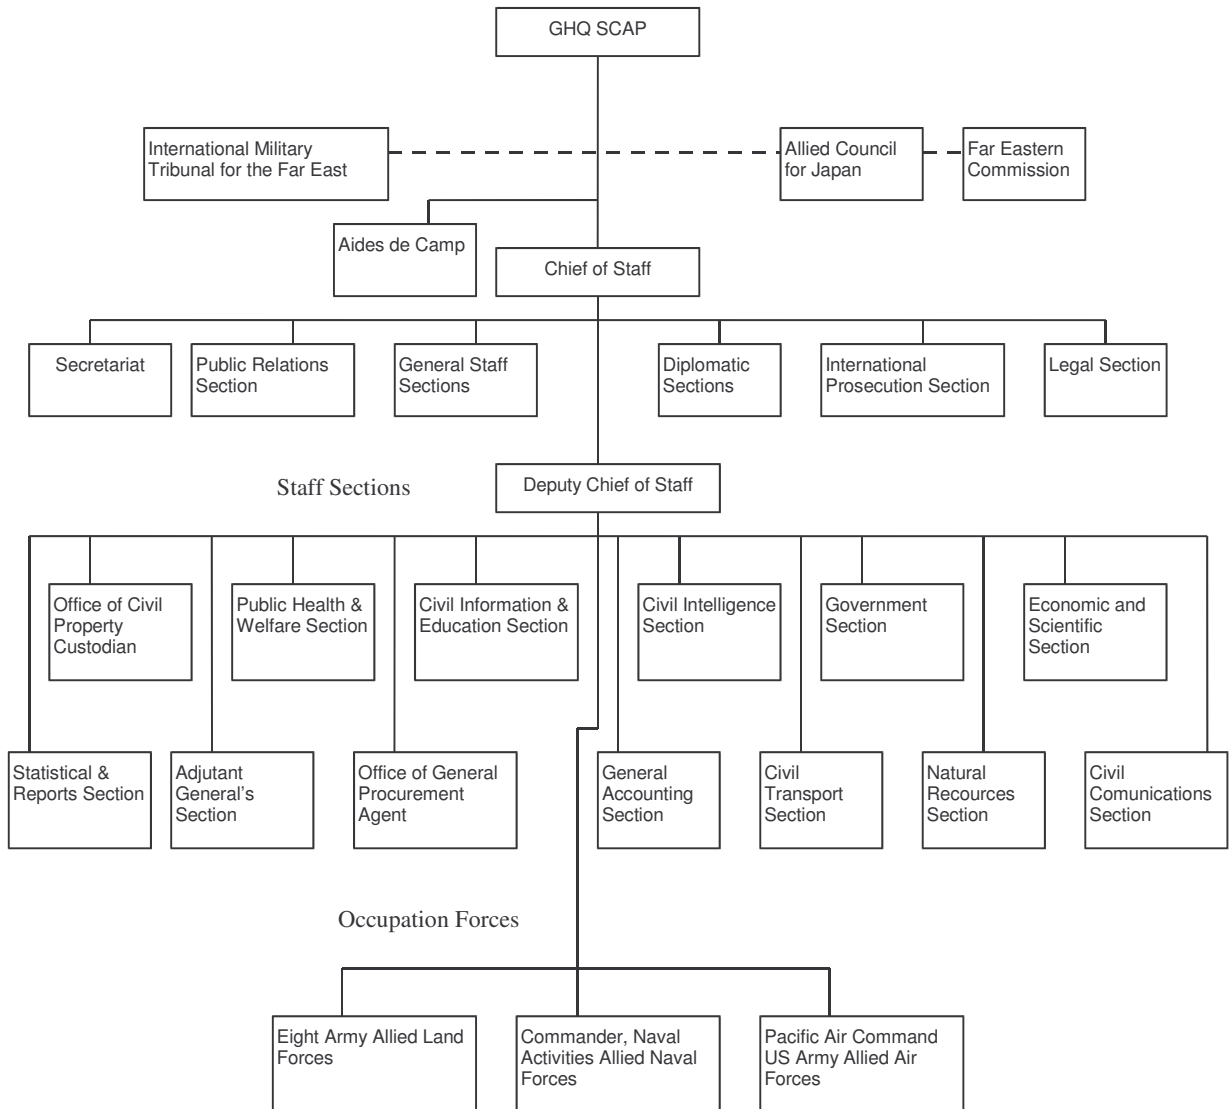 GHQ SCAP
International Military
Tribunal for the Far East
Allied Council
for Japan
Far Eastern
Commission
Aides de Camp
Chief of Staff
Secretariat
Public Relations
Section
General Staff
Sections
Diplomatic
Sections
International
Prosecution Section
Legal Section
Staff Sections
Deputy Chief of Staff
Office of Civil
Property
Custodian
Public Health &
Welfare Section
Civil Information &
Education Section
Civil Intelligence
Section
Government
Section
Economic and
Scientific
Section
Statistical &
Reports Section
Adjutant
General's
Section
Office of General
Procurement
Agent
General
Accounting
Section
Civil
Transport
Section
Natural
Recources
Section
Civil
Comunications
Section
Occupation Forces
Eight Army Allied Land
Forces
Commander, Naval
Activities Allied Naval
Forces
Pacific Air Command
US Army Allied Air
Forces